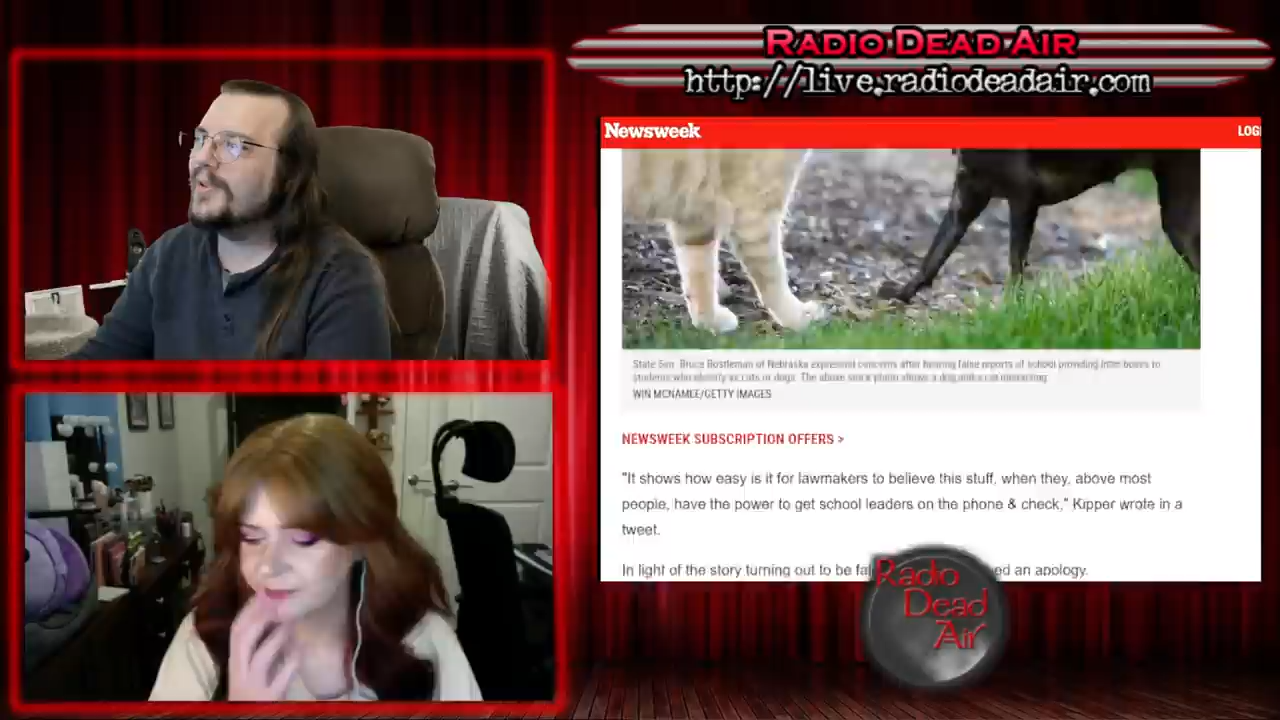 RADIO DEAD AIR
http://live.radiodeadair.com
Newsweek
LOGI
State Sen. Bruce Bostleman of Nebraska expressed concerns after hearing false reports of school providing litter boxes to
students who identify as cats or dogs. The above stock photo shows a dog and a cat interacting.
WIN MCNAMEE/GETTY IMAGES
NEWSWEEK SUBSCRIPTION OFFERS >
"It shows how easy is it for lawmakers to believe this stuff, when they, above most
people, have the power to get school leaders on the phone & check," Kipper wrote in a
tweet.
In light of the story turning out to be fal ed an apology.
Radio
Dead
Air